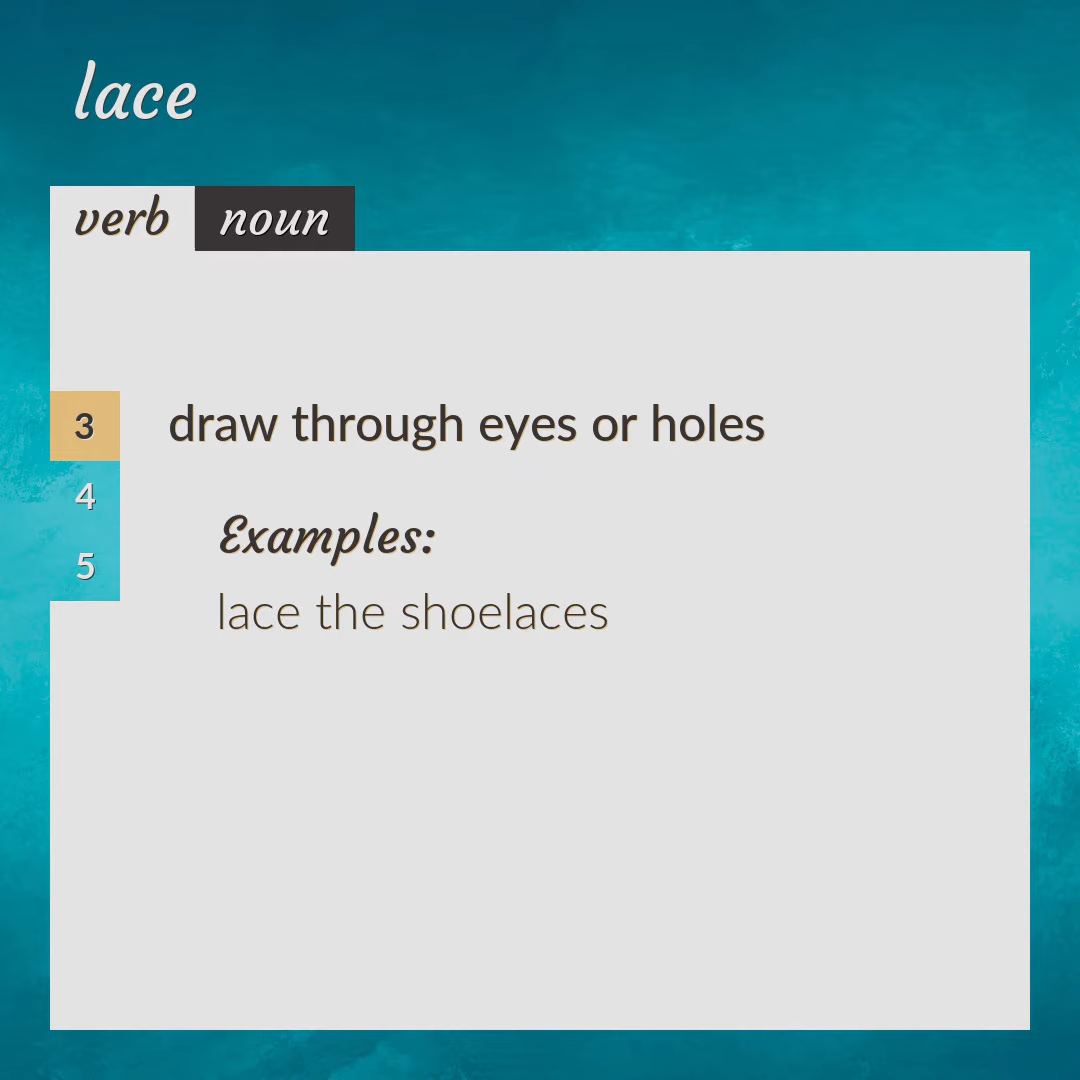 lace
verb noun
3 draw through eyes or holes
4
Examples:
5
lace the shoelaces